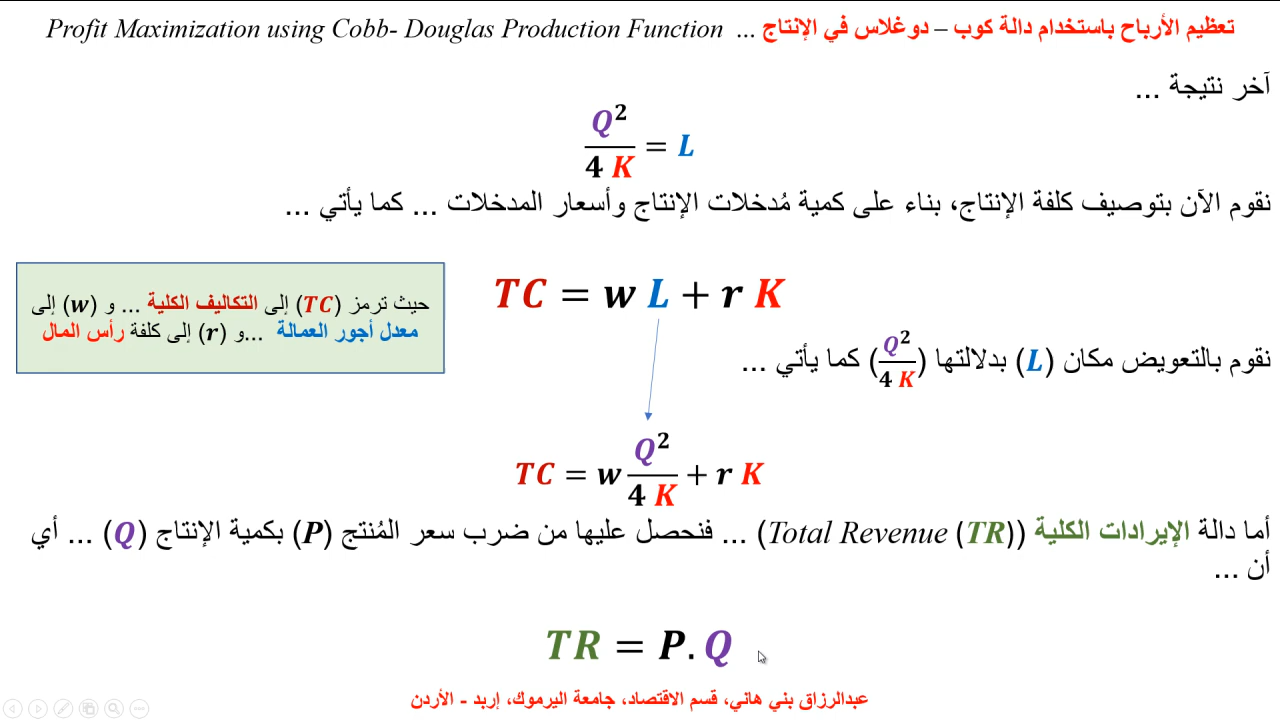 تعظيم الأرباح باستخدام دالة كوب – دوغلاس في الإنتاج ... Profit Maximization using Cobb- Douglas Production Function
آخر نتيجة ...
Q²/4 K = L
نقوم الآن بتوصيف كلفة الإنتاج، بناء على كمية مُدخلات الإنتاج وأسعار المدخلات ... كما يأتي ...
TC = w L + r K
حيث ترمز (TC) إلى التكاليف الكلية ... و (w) إلى
معدل أجور العمالة ...و (r) إلى كلفة رأس المال
نقوم بالتعويض مكان (L) بدلالتها (Q²/4 K) كما يأتي ...
TC = w Q²/4 K + r K
أما دالة الإيرادات الكلية (Total Revenue (TR)) ... فنحصل عليها من ضرب سعر المُنتج (P) بكمية الإنتاج (Q) ... أي
أن ...
TR = P. Q
عبدالرزاق بني هاني، قسم الاقتصاد، جامعة اليرموك، إربد - الأردن